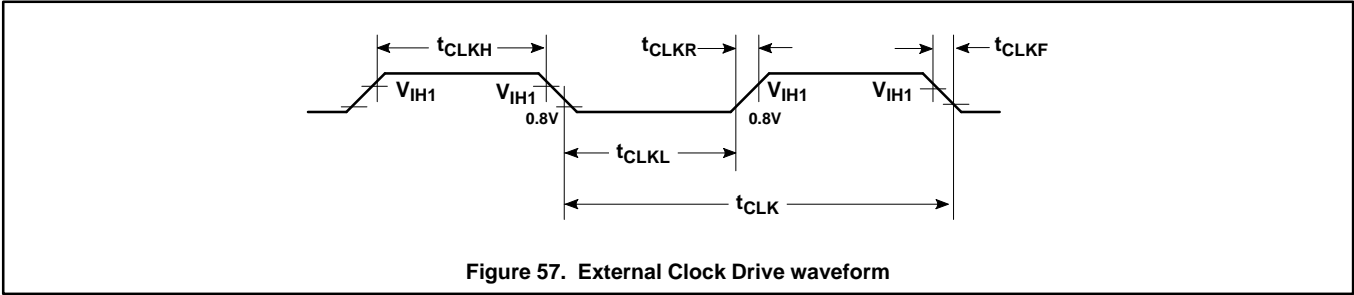 tCLKH tCLKR tCLKF
VIH1 VIH1 VIH1 VIH1
0.8V 0.8V
tCLKL
tCLK
Figure 57. External Clock Drive waveform